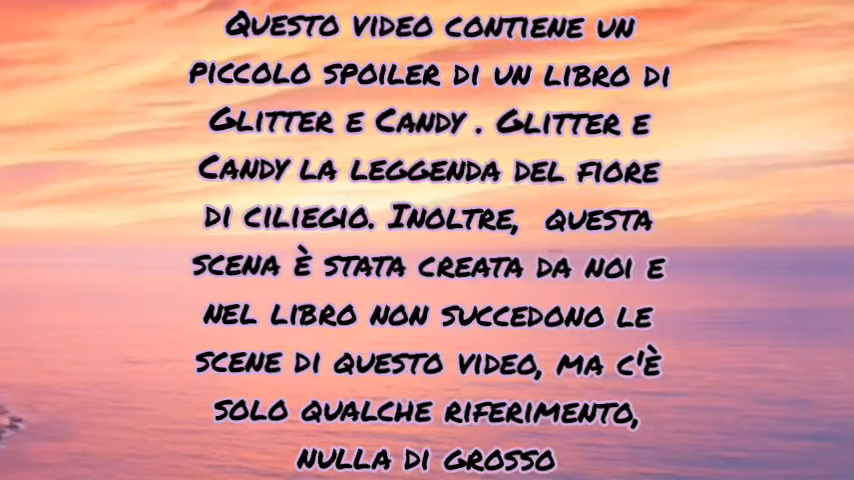 Questo video contiene un
piccolo spoiler di un libro di
Glitter e Candy . Glitter e
Candy la leggenda del fiore
di ciliegio. Inoltre, questa
scena è stata creata da noi e
nel libro non succedono le
scene di questo video, ma c'è
solo qualche riferimento,
nulla di grosso